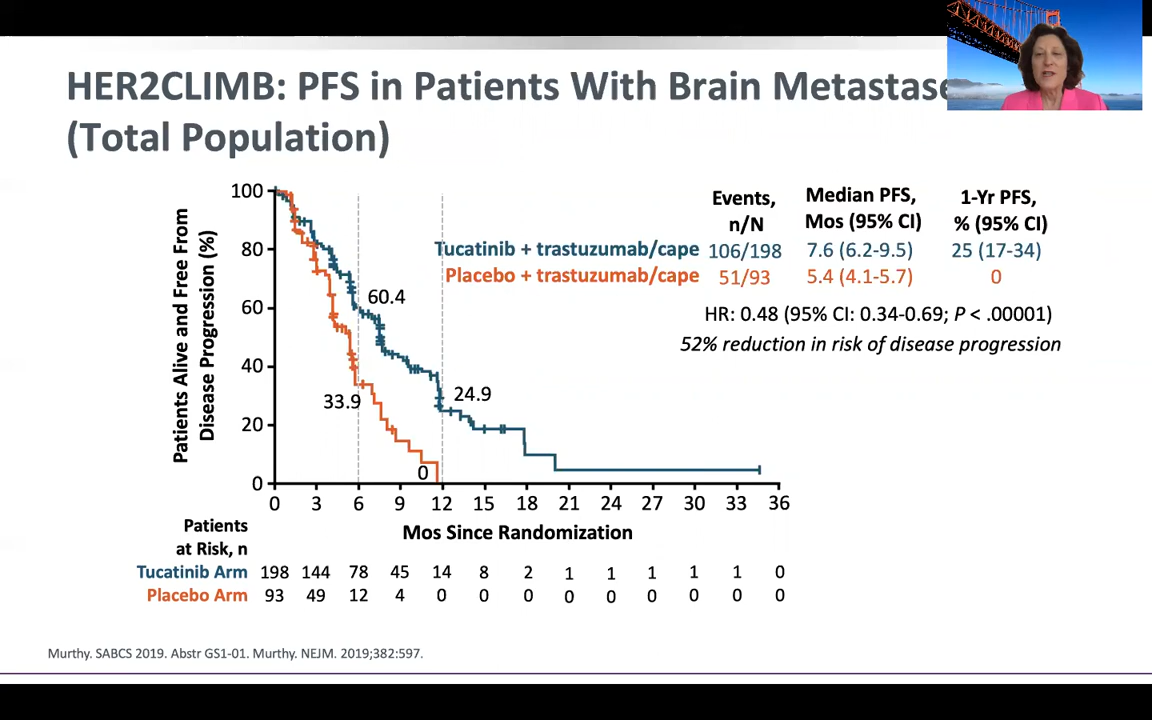 HER2CLIMB: PFS in Patients With Brain Metastase
(Total Population)
Patients Alive and Free From
Disease Progression (%)
100
80
60
40
20
0
60.4
33.9
24.9
0
0 3 6 9 12 15 18 21 24 27 30 33 36
Mos Since Randomization
Events,
n/N
Median PFS,
Mos (95% CI)
1-Yr PFS,
% (95% CI)
Tucatinib + trastuzumab/cape 106/198 7.6 (6.2-9.5) 25 (17-34)
Placebo + trastuzumab/cape 51/93 5.4 (4.1-5.7) 0
HR: 0.48 (95% CI: 0.34-0.69; P < .00001)
52% reduction in risk of disease progression
Patients
at Risk, n
Tucatinib Arm 198 144 78 45 14 8 2 1 1 1 1 1 0
Placebo Arm 93 49 12 4 0 0 0 0 0 0 0 0 0
Murthy. SABCS 2019. Abstr GS1-01. Murthy. NEJM. 2019;382:597.